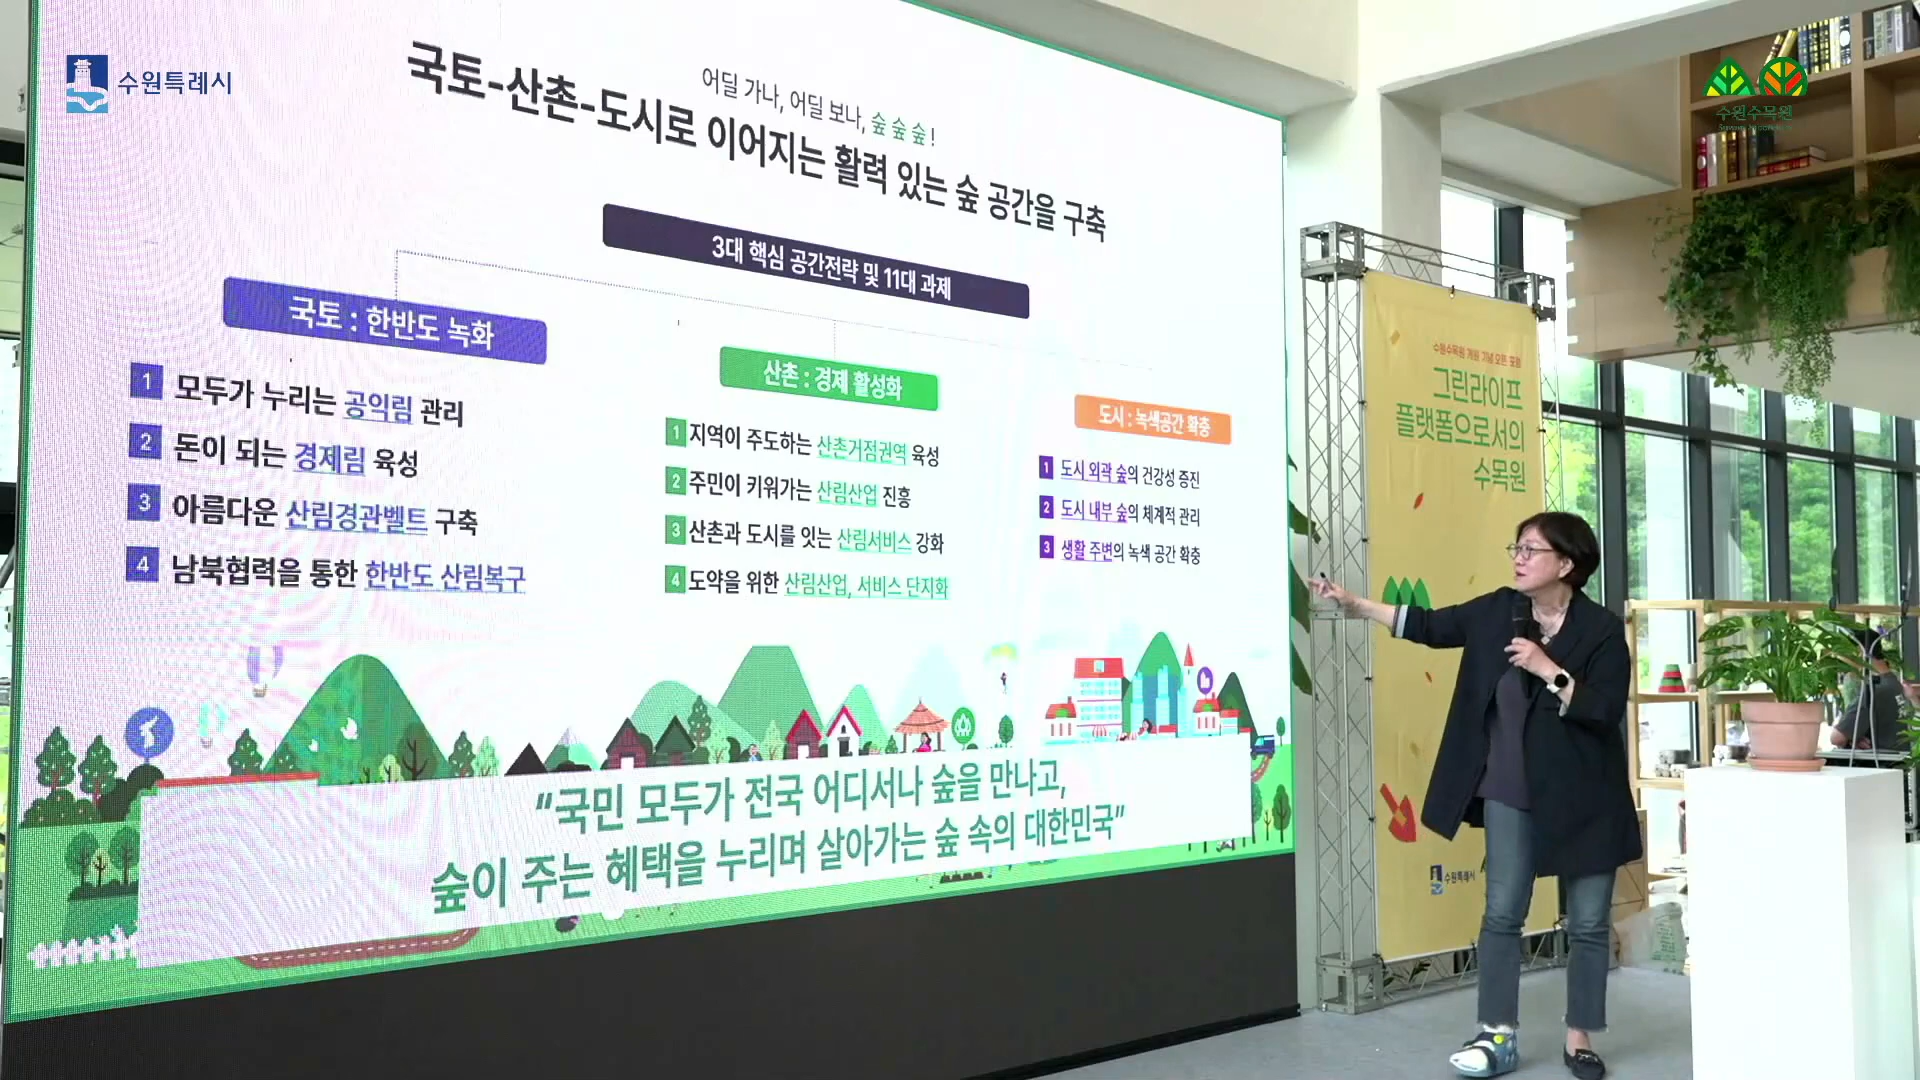 수원특례시
어딜 가나, 어딜 보나, 숲 숲 숲 !
국토-산촌-도시로 이어지는 활력 있는 숲 공간을 구축
3대 핵심 공간전략 및 11대 과제
국토 : 한반도 녹화
1 모두가 누리는 공익림 관리
2 돈이 되는 경제림 육성
3 아름다운 산림경관벨트 구축
4 남북협력을 통한 한반도 산림복구
산촌 : 경제 활성화
1 지역이 주도하는 산촌거점권역 육성
2 주민이 키워가는 산림산업 진흥
3 산촌과 도시를 잇는 산림서비스 강화
4 도약을 위한 산림산업, 서비스 단지화
도시 : 녹색공간 확충
1 도시 외곽 숲의 건강성 증진
2 도시 내부 숲의 체계적 관리
3 생활 주변의 녹색 공간 확충
“국민 모두가 전국 어디서나 숲을 만나고,
숲이 주는 혜택을 누리며 살아가는 숲 속의 대한민국”
수원수목원
수원수목원 개원 기념 오픈 포럼
그린라이프
플랫폼으로서의
수목원
수원특례시